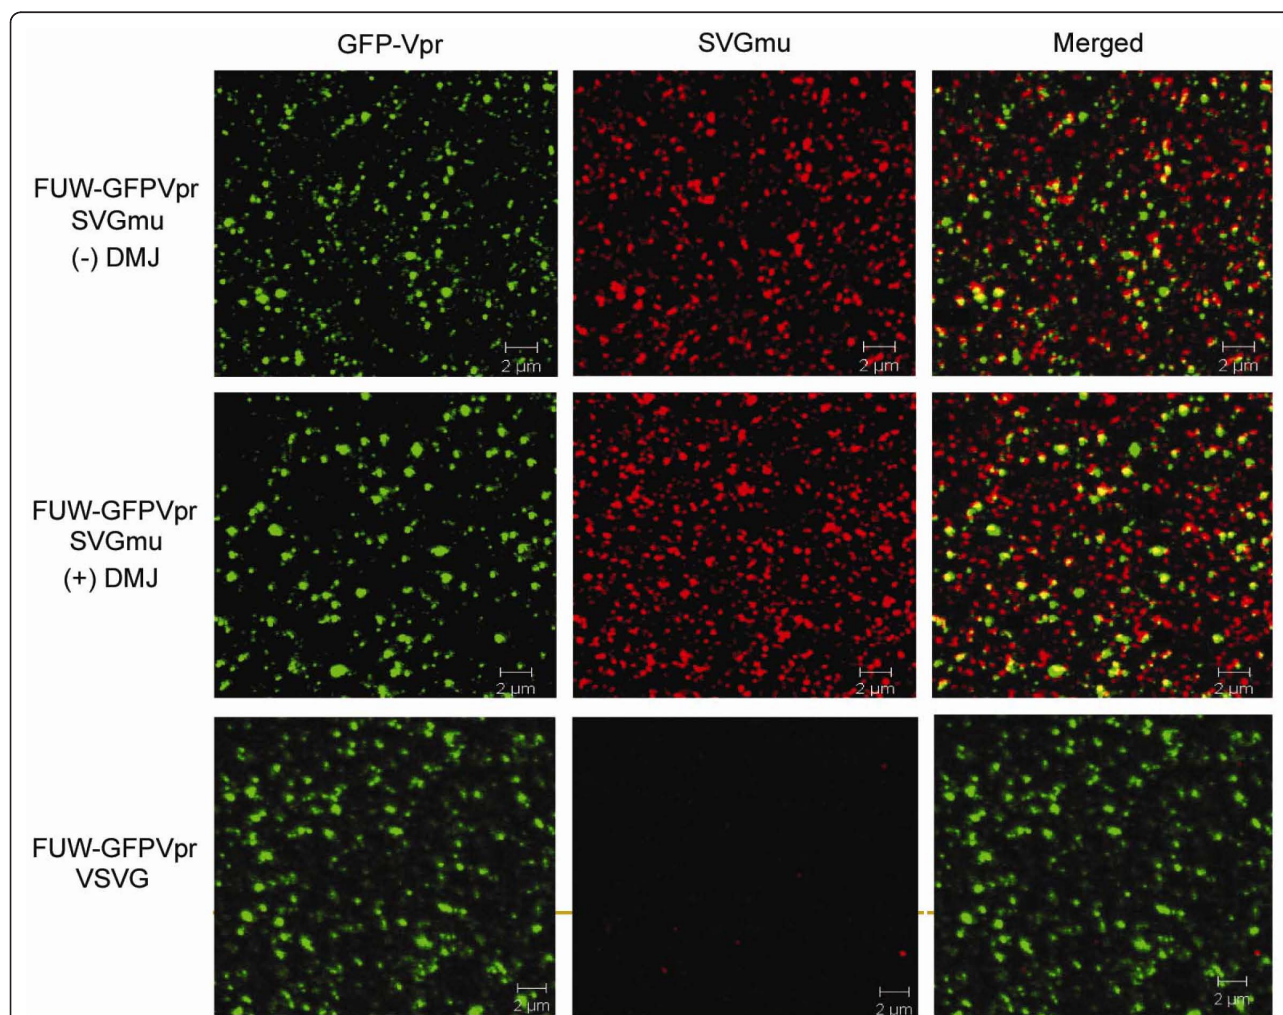 GFP-Vpr SVGmu Merged
FUW-GFPVpr
SVGmu
(-) DMJ
2 µm 2 µm 2 µm
FUW-GFPVpr
SVGmu
(+) DMJ
2 µm 2 µm 2 µm
FUW-GFPVpr
VSVG
2 µm 2 µm 2 µm